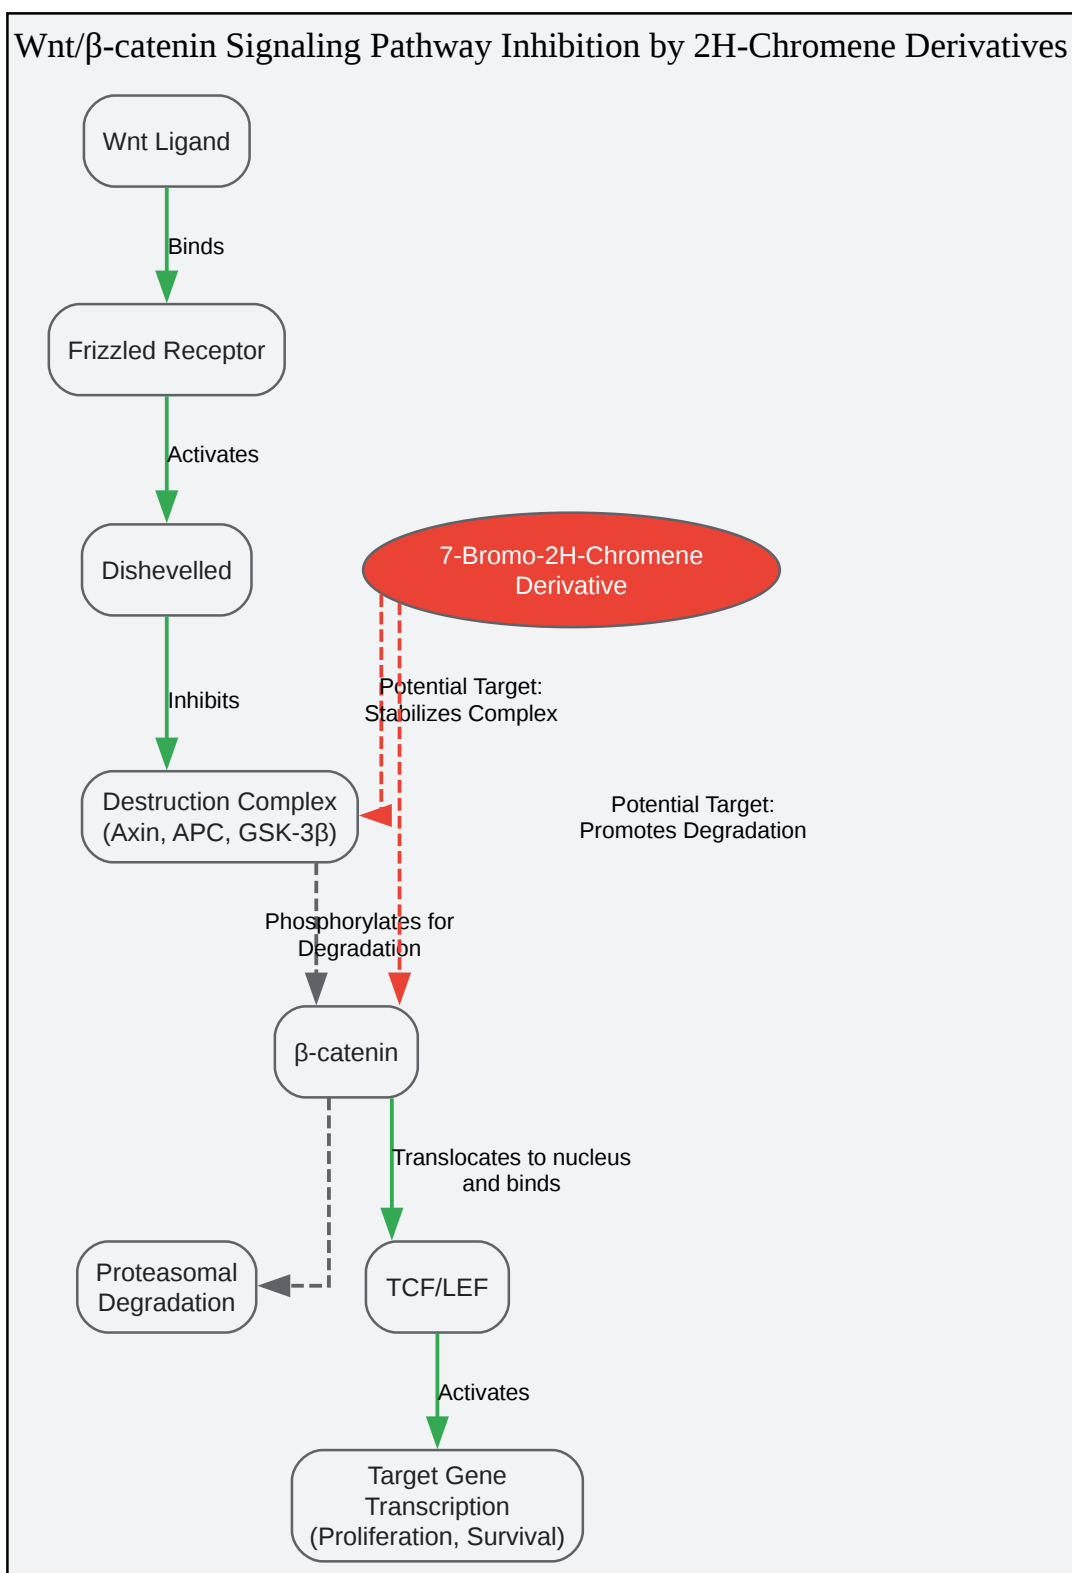 Wnt/β-catenin Signaling Pathway Inhibition by 2H-Chromene Derivatives
Wnt Ligand
Binds
Frizzled Receptor
Activates
Dishevelled
7-Bromo-2H-Chromene
Derivative
Inhibits
Potential Target:
Stabilizes Complex
Destruction Complex
(Axin, APC, GSK-3β)
Potential Target:
Promotes Degradation
Phosphorylates for
Degradation
β-catenin
Translocates to nucleus
and binds
Proteasomal
Degradation
TCF/LEF
Activates
Target Gene
Transcription
(Proliferation, Survival)